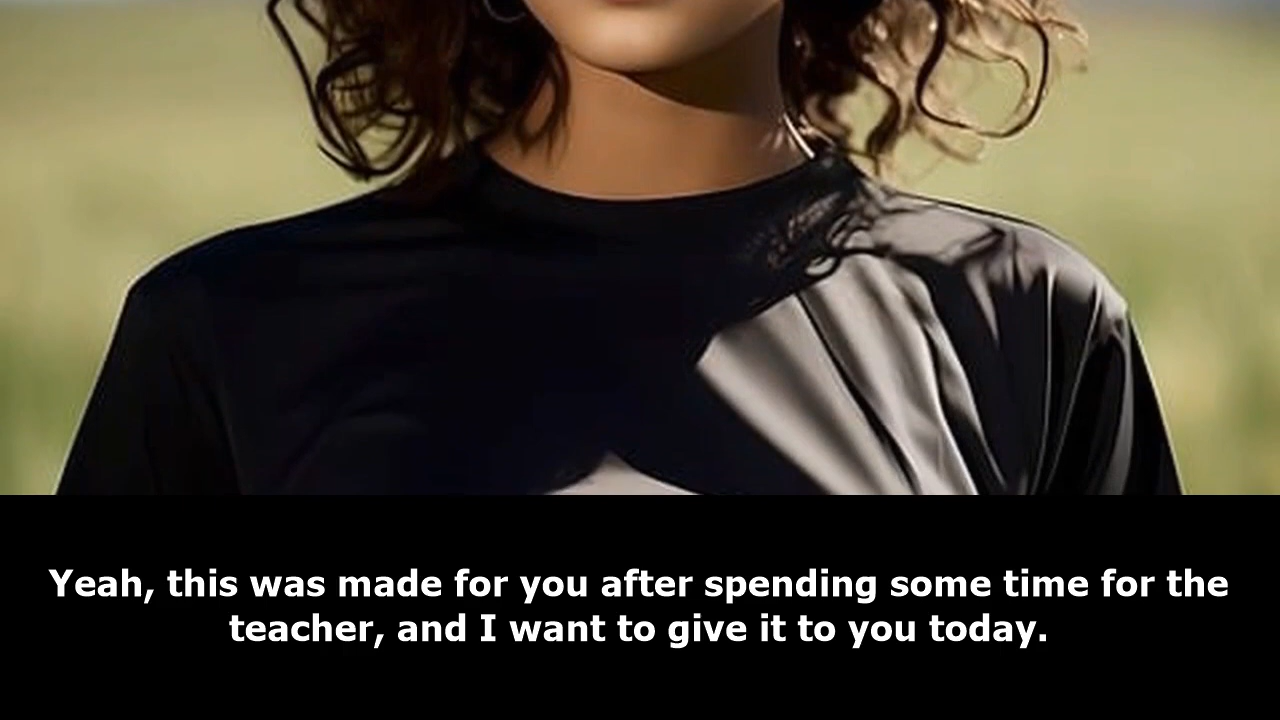 Yeah, this was made for you after spending some time for the
teacher, and I want to give it to you today.